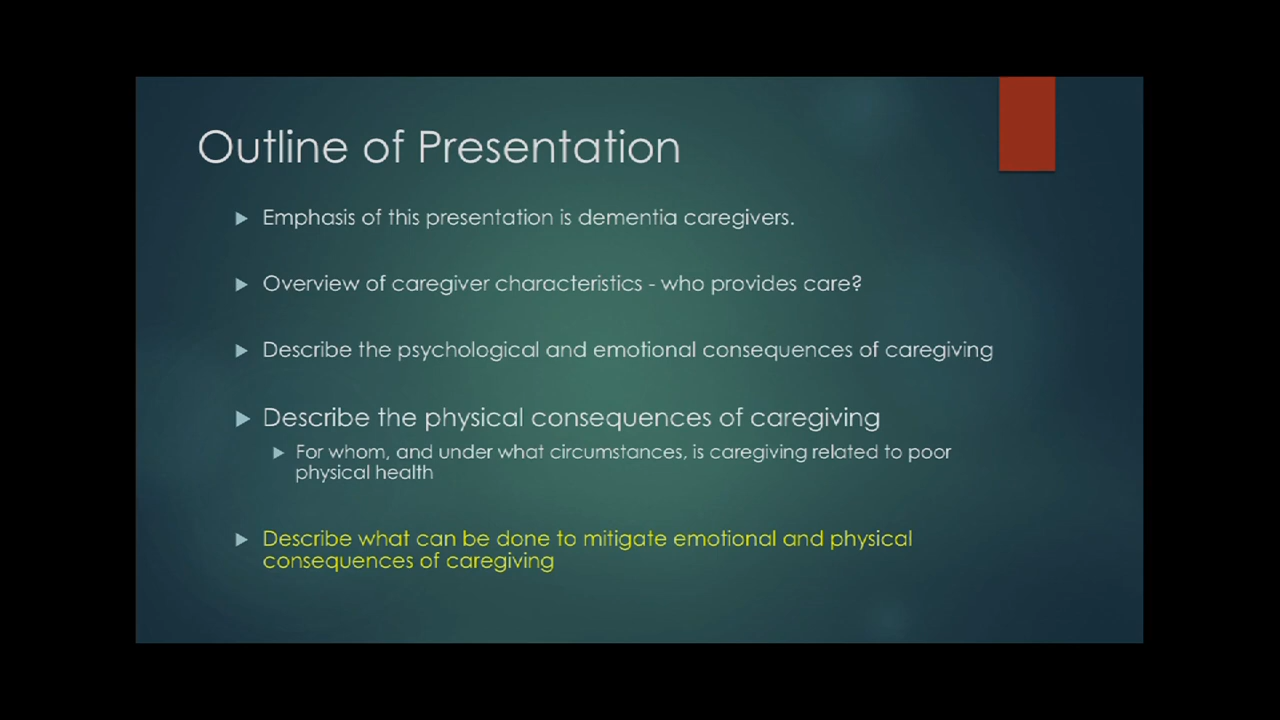 Outline of Presentation
Emphasis of this presentation is dementia caregivers.
Overview of caregiver characteristics - who provides care?
Describe the psychological and emotional consequences of caregiving
Describe the physical consequences of caregiving
For whom, and under what circumstances, is caregiving related to poor
physical health
Describe what can be done to mitigate emotional and physical
consequences of caregiving